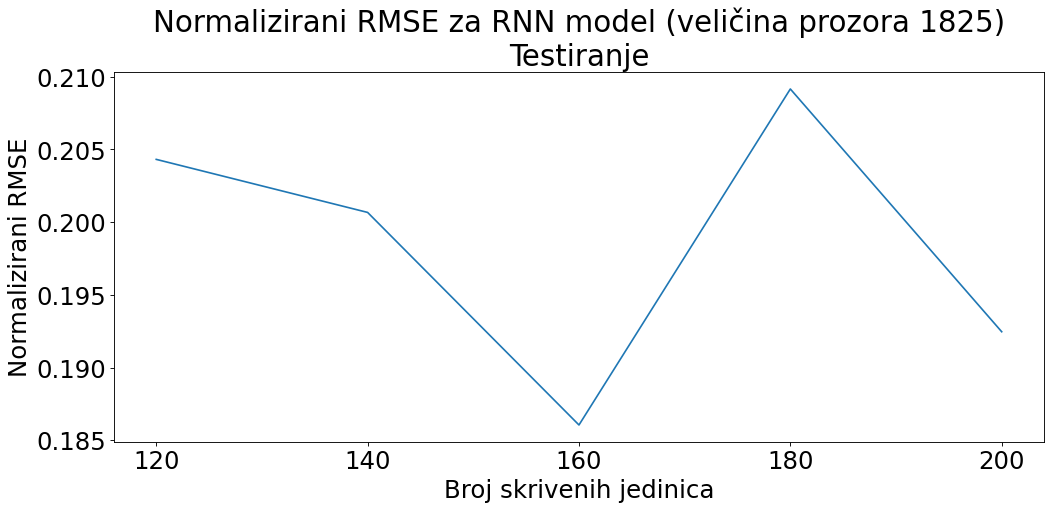 Normalizirani RMSE za RNN model (veličina prozora 1825)
Testiranje
Normalizirani RMSE
0.210
0.205
0.200
0.195
0.190
0.185
120 140 160 180 200
Broj skrivenih jedinica